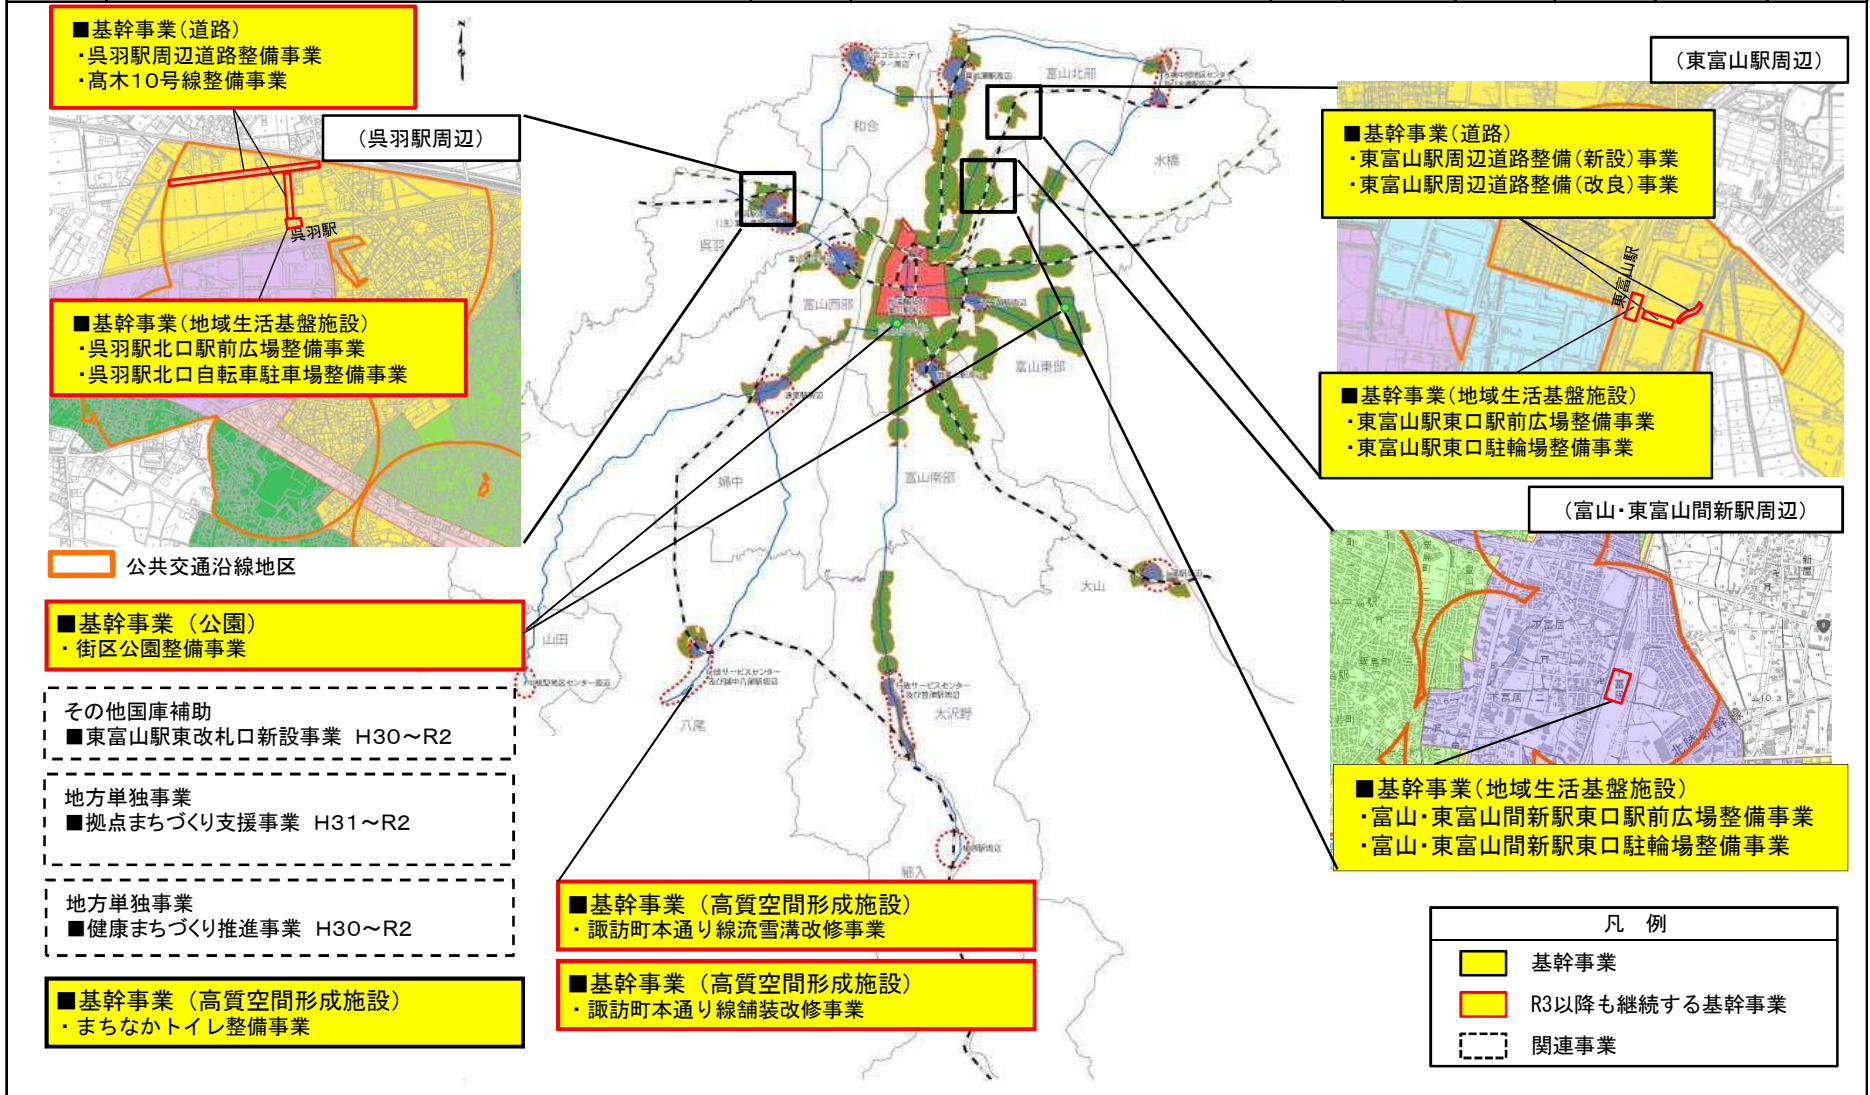 ■基幹事業(道路)
・呉羽駅周辺道路整備事業
・髙木10号線整備事業
(呉羽駅周辺)
呉羽駅
■基幹事業(地域生活基盤施設)
・呉羽駅北口駅前広場整備事業
・呉羽駅北口自転車駐車場整備事業
公共交通沿線地区
■基幹事業(公園)
・街区公園整備事業
その他国庫補助
■東富山駅東改札口新設事業 H30～R2
地方単独事業
■拠点まちづくり支援事業 H31～R2
地方単独事業
■健康まちづくり推進事業 H30～R2
■基幹事業(高質空間形成施設)
・まちなかトイレ整備事業
N
富山北部
和合
水橋
呉羽
富山西部
富山東部
婦中
富山南部
大山
山田
八尾
大沢野
細入
■基幹事業(高質空間形成施設)
・諏訪町本通り線流雪溝改修事業
■基幹事業(高質空間形成施設)
・諏訪町本通り線舗装改修事業
(東富山駅周辺)
■基幹事業(道路)
・東富山駅周辺道路整備(新設)事業
・東富山駅周辺道路整備(改良)事業
東富山駅
■基幹事業(地域生活基盤施設)
・東富山駅東口駅前広場整備事業
・東富山駅東口駐輪場整備事業
(富山・東富山間新駅周辺)
下富居
下富居二
北陸新幹線
■基幹事業(地域生活基盤施設)
・富山・東富山間新駅東口駅前広場整備事業
・富山・東富山間新駅東口駐輪場整備事業
凡 例
基幹事業
R3以降も継続する基幹事業
関連事業